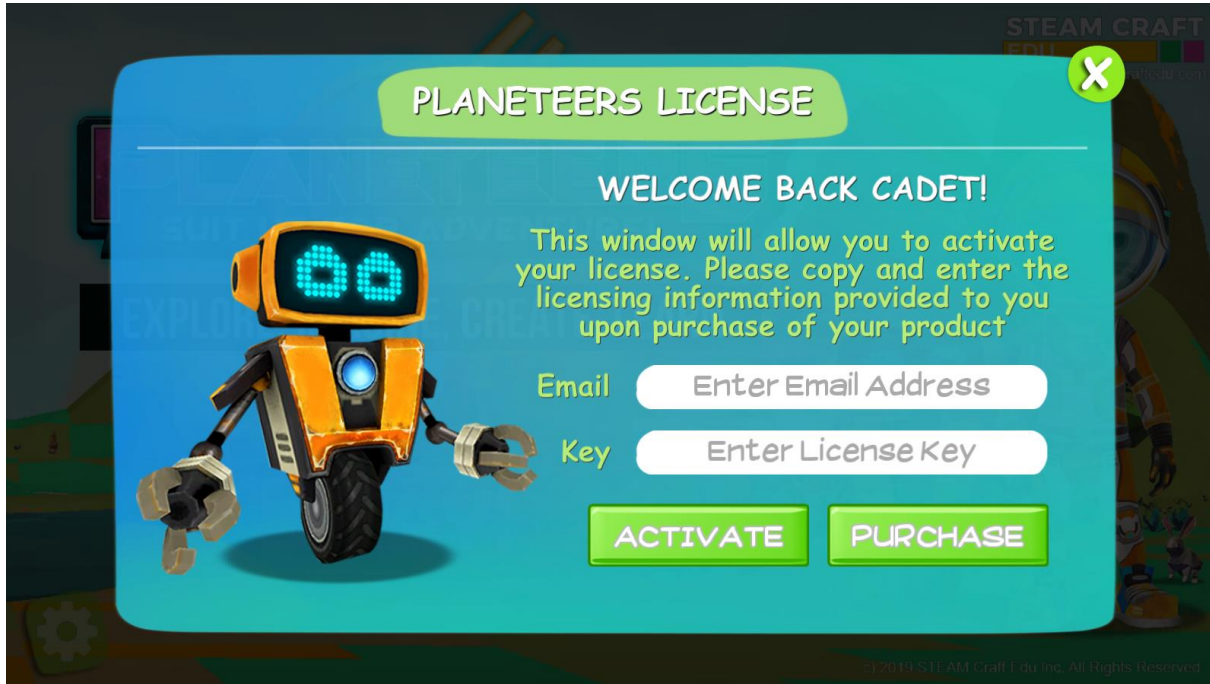 STEAM CRAFT
EDU
PLANETEERS LICENSE
X
PLANETEERS
WELCOME BACK CADET!
This window will allow you to activate
your license. Please copy and enter the
licensing information provided to you
upon purchase of your product
Email Enter Email Address
Key Enter License Key
ACTIVATE PURCHASE
(c) 2019 STEAM Craft Edu Inc. All Rights Reserved